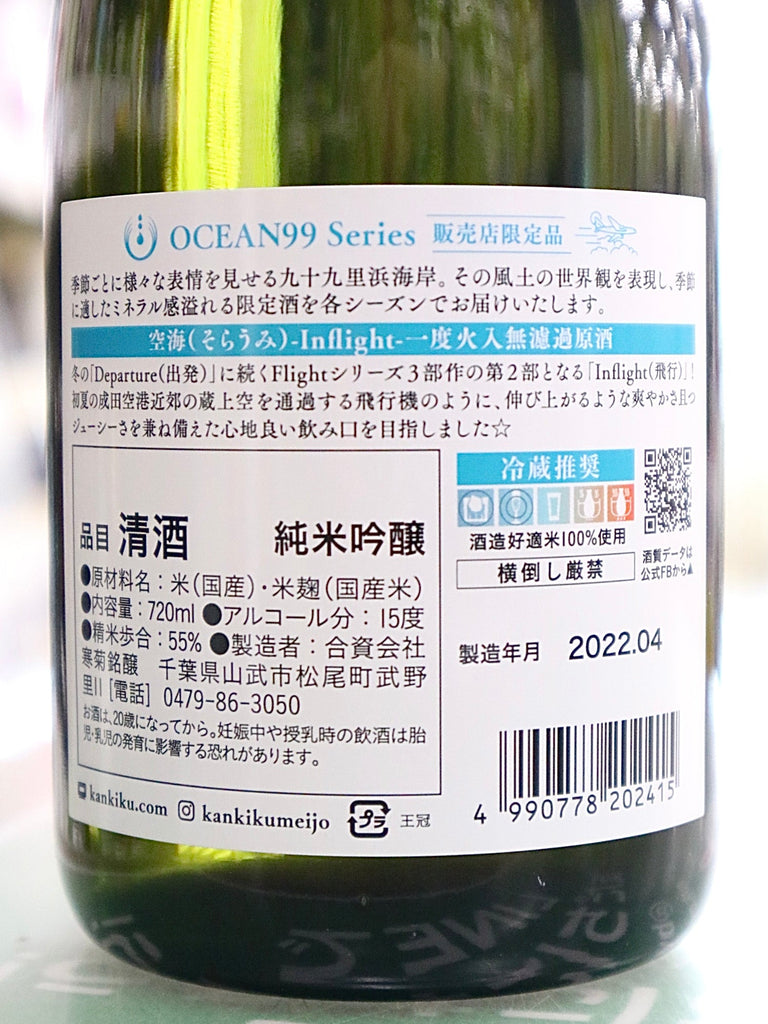 OCEAN99 Series 販売店限定品
季節ごとに様々な表情を見せる九十九里浜海岸。その風土の世界観を表現し、季節
に適したミネラル感溢れる限定酒を各シーズンでお届けいたします。
空海(そらうみ)-Inflight-一度火入無濾過原酒
冬の「Departure(出発)」に続くFlightシリーズ3部作の第2部となる「Inflight(飛行)」!
初夏の成田空港近郊の蔵上空を通過する飛行機のように、伸び上がるような爽やかさ且つ
ジューシーさを兼ね備えた心地良い飲み口を目指しました☆
品目 清酒 純米吟醸
●原材料名:米(国産)・米麹(国産米)
●内容量:720ml ●アルコール分:15度
●精米歩合:55% ●製造者:合資会社
寒菊銘醸 千葉県山武市松尾町武野
里11 [電話] 0479-86-3050
お酒は、20歳になってから。妊娠中や授乳時の飲酒は胎
児・乳児の発育に影響する恐れがあります。
冷蔵推奨
酒造好適米100%使用
横倒し厳禁
酒質データは
公式FBから▲
製造年月 2022.04
4 990778 202415
kankiku.com kankikumeijo プラ 王冠